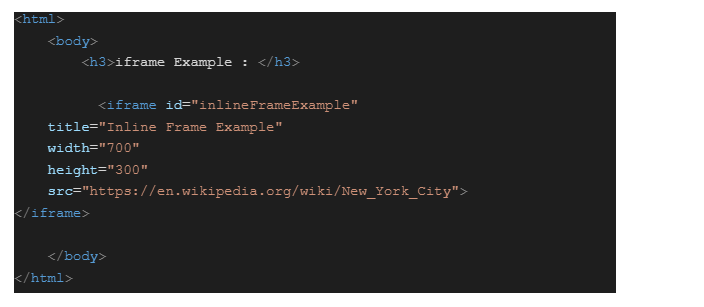 <html>
<body>
<h3>iframe Example : </h3>
<iframe id="inlineFrameExample"
title="Inline Frame Example"
width="700"
height="300"
src="https://en.wikipedia.org/wiki/New_York_City">
</iframe>
</body>
</html>